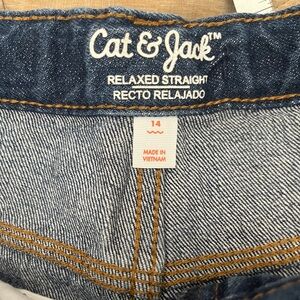 Cat & Jack™
RELAXED STRAIGHT
RECTO RELAJADO
14
MADE IN
VIETNAM